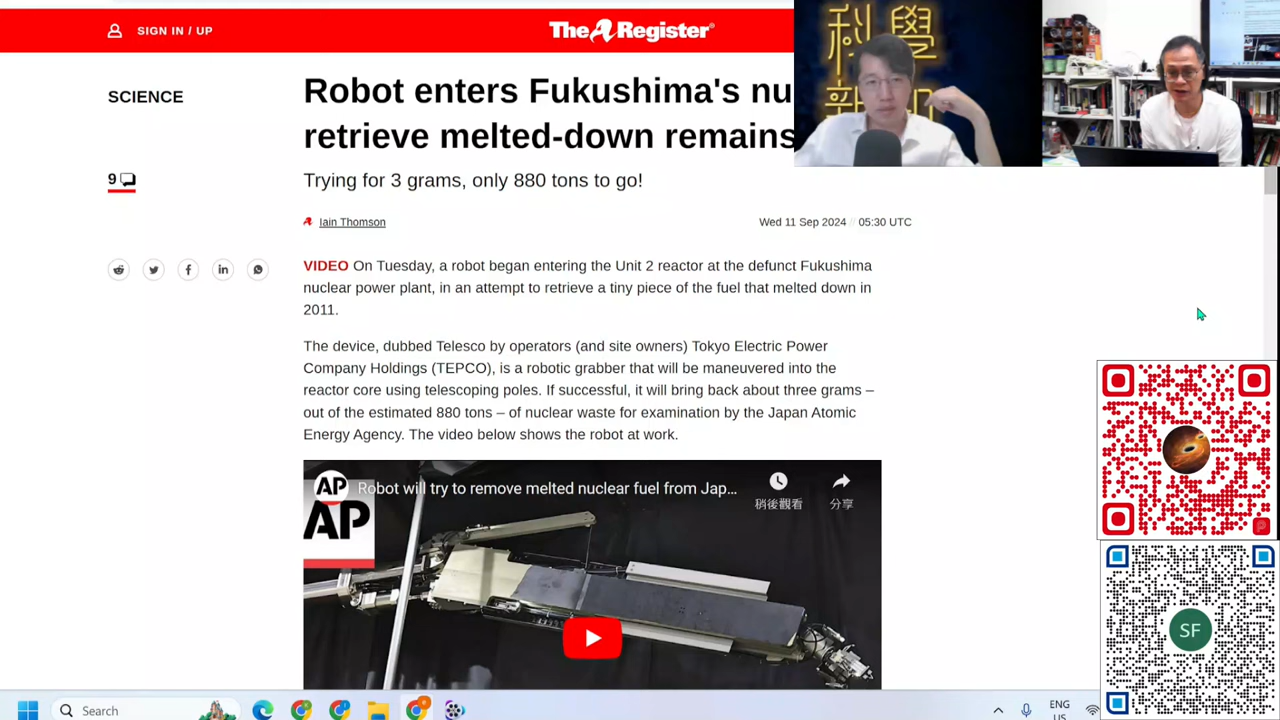 SIGN IN / UP
The Register®
SCIENCE
Robot enters Fukushima's nu
retrieve melted-down remains
9
Trying for 3 grams, only 880 tons to go!
Iain Thomson
Wed 11 Sep 2024 // 05:30 UTC
VIDEO On Tuesday, a robot began entering the Unit 2 reactor at the defunct Fukushima
nuclear power plant, in an attempt to retrieve a tiny piece of the fuel that melted down in
2011.
The device, dubbed Telesco by operators (and site owners) Tokyo Electric Power
Company Holdings (TEPCO), is a robotic grabber that will be maneuvered into the
reactor core using telescoping poles. If successful, it will bring back about three grams –
out of the estimated 880 tons – of nuclear waste for examination by the Japan Atomic
Energy Agency. The video below shows the robot at work.
AP
Robot will try to remove melted nuclear fuel from Jap...
稍後觀看
分享
AP
科學
新知
SF
Search
ENG
US